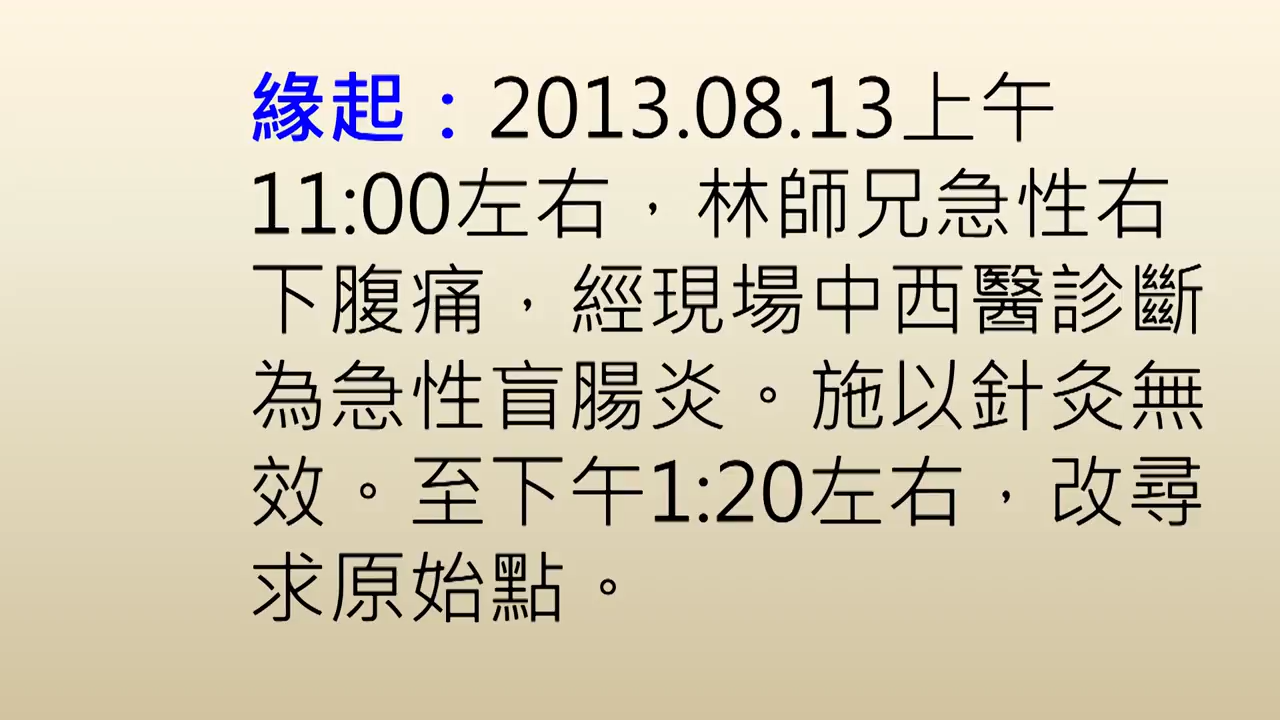 緣起：2013.08.13上午
11:00左右，林師兄急性右
下腹痛，經現場中西醫診斷
為急性盲腸炎。施以針灸無
效。至下午1:20左右，改尋
求原始點。